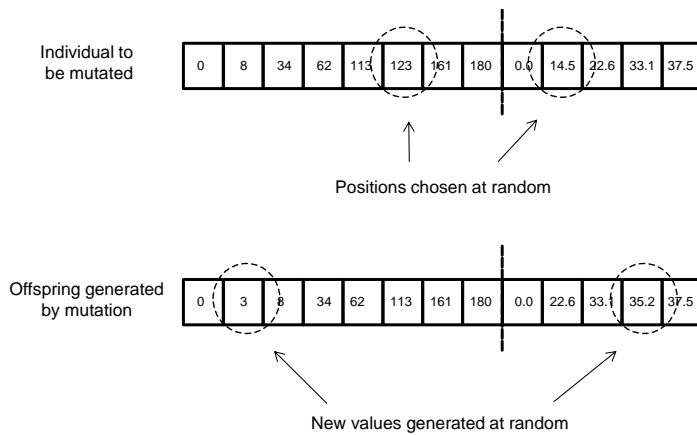 Individual to
be mutated
0 8 34 62 113 123 161 180 0.0 14.5 22.6 33.1 37.5
Positions chosen at random
Offspring generated
by mutation
0 3 8 34 62 113 161 180 0.0 22.6 33.1 35.2 37.5
New values generated at random